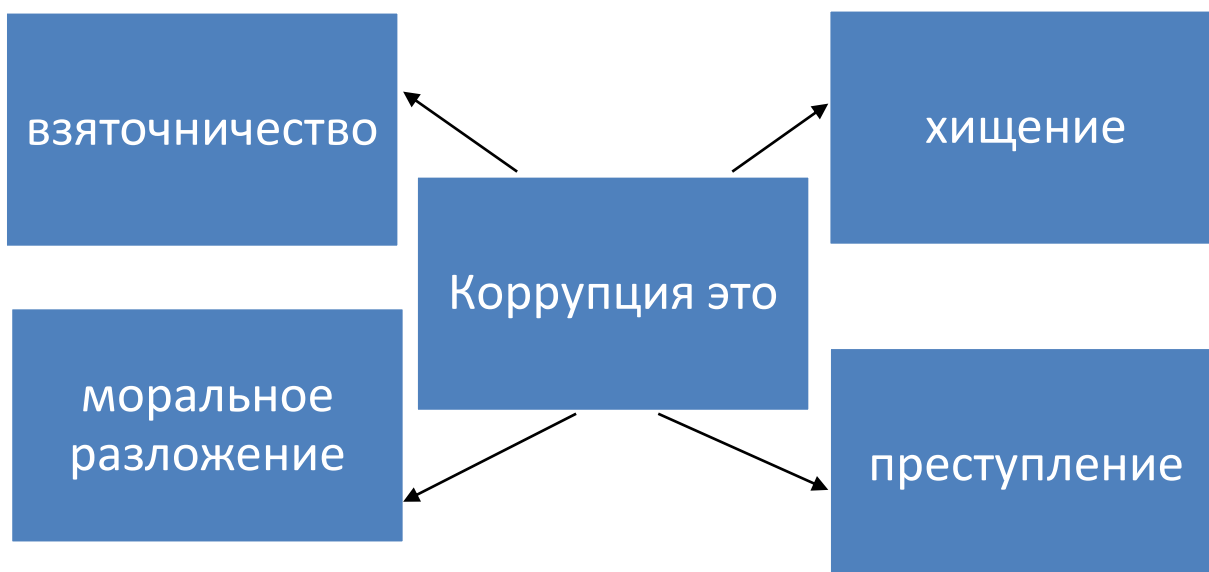 взяточничество
хищение
Коррупция это
моральное
разложение
преступление